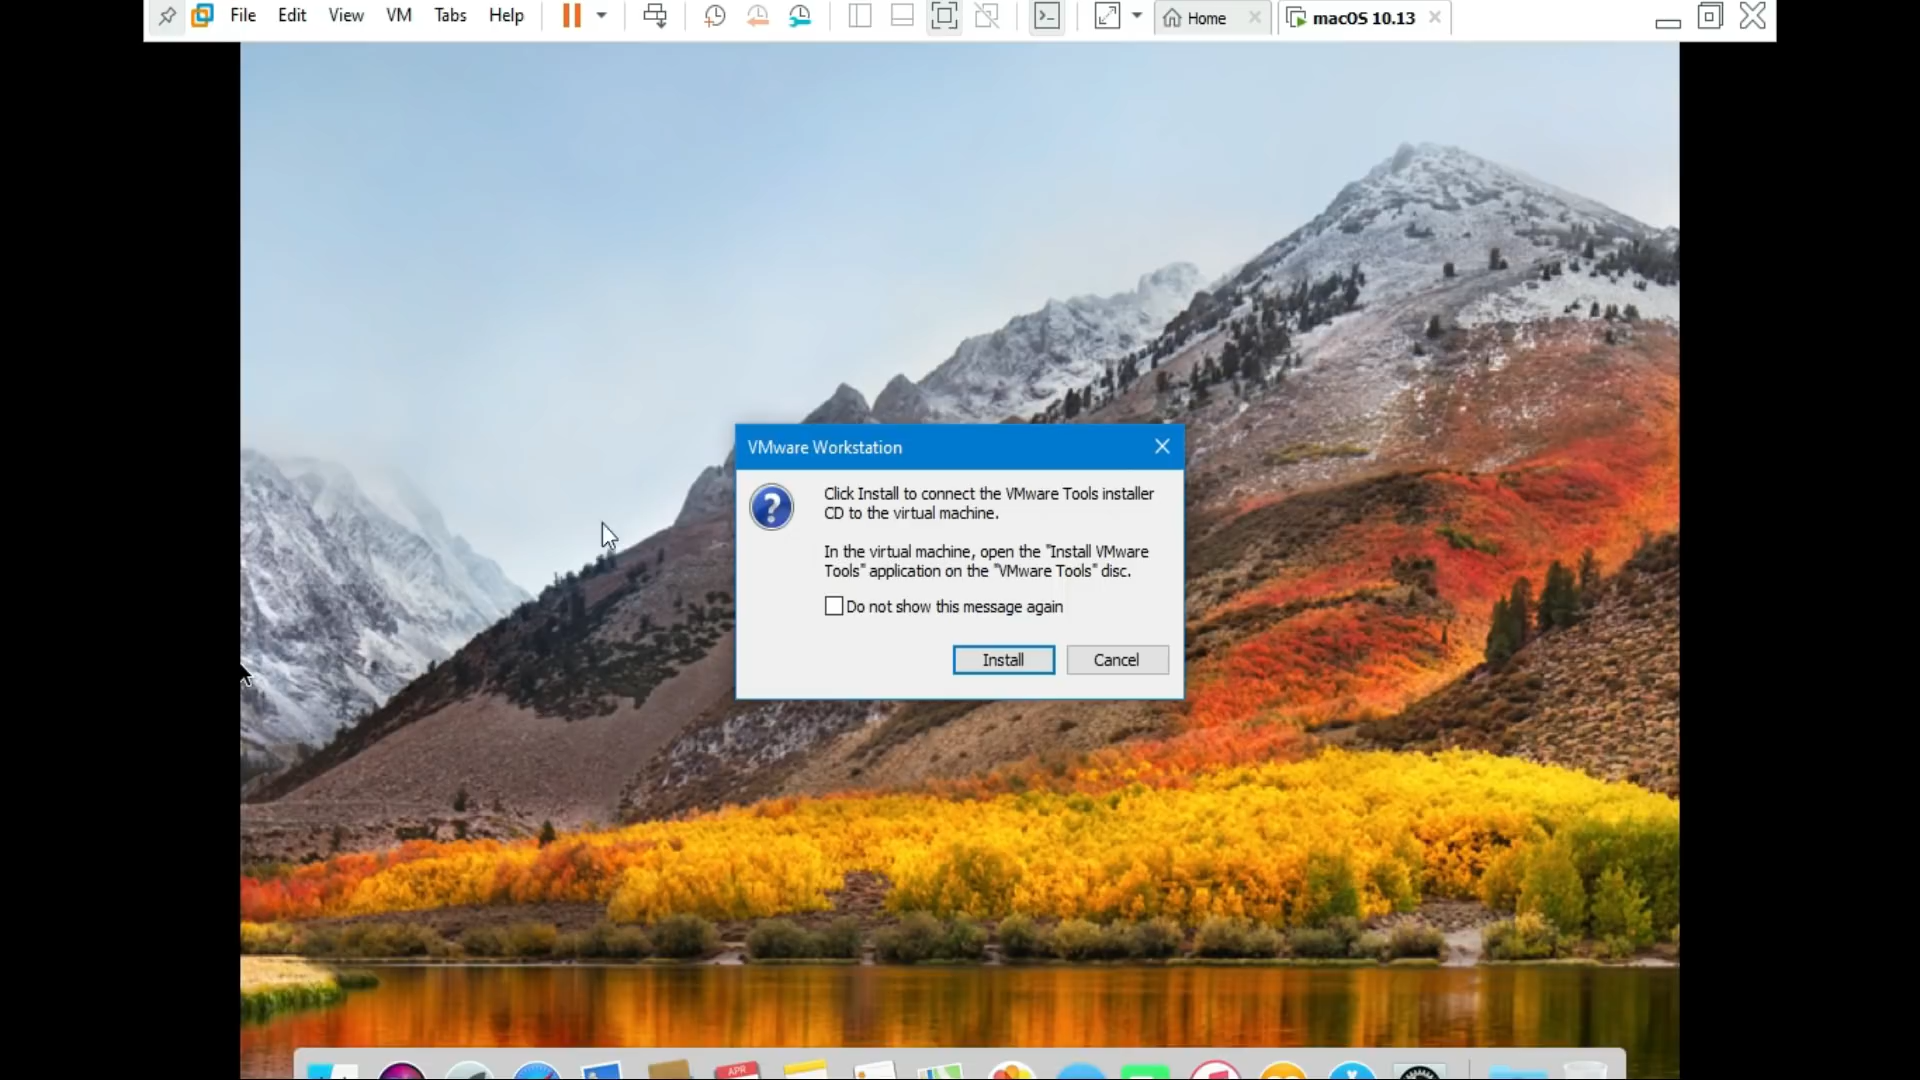 File Edit View VM Tabs Help Home macOS 10.13
VMware Workstation
Click Install to connect the VMware Tools installer
CD to the virtual machine.
In the virtual machine, open the "Install VMware
Tools" application on the "VMware Tools" disc.
Do not show this message again
Install Cancel
APR